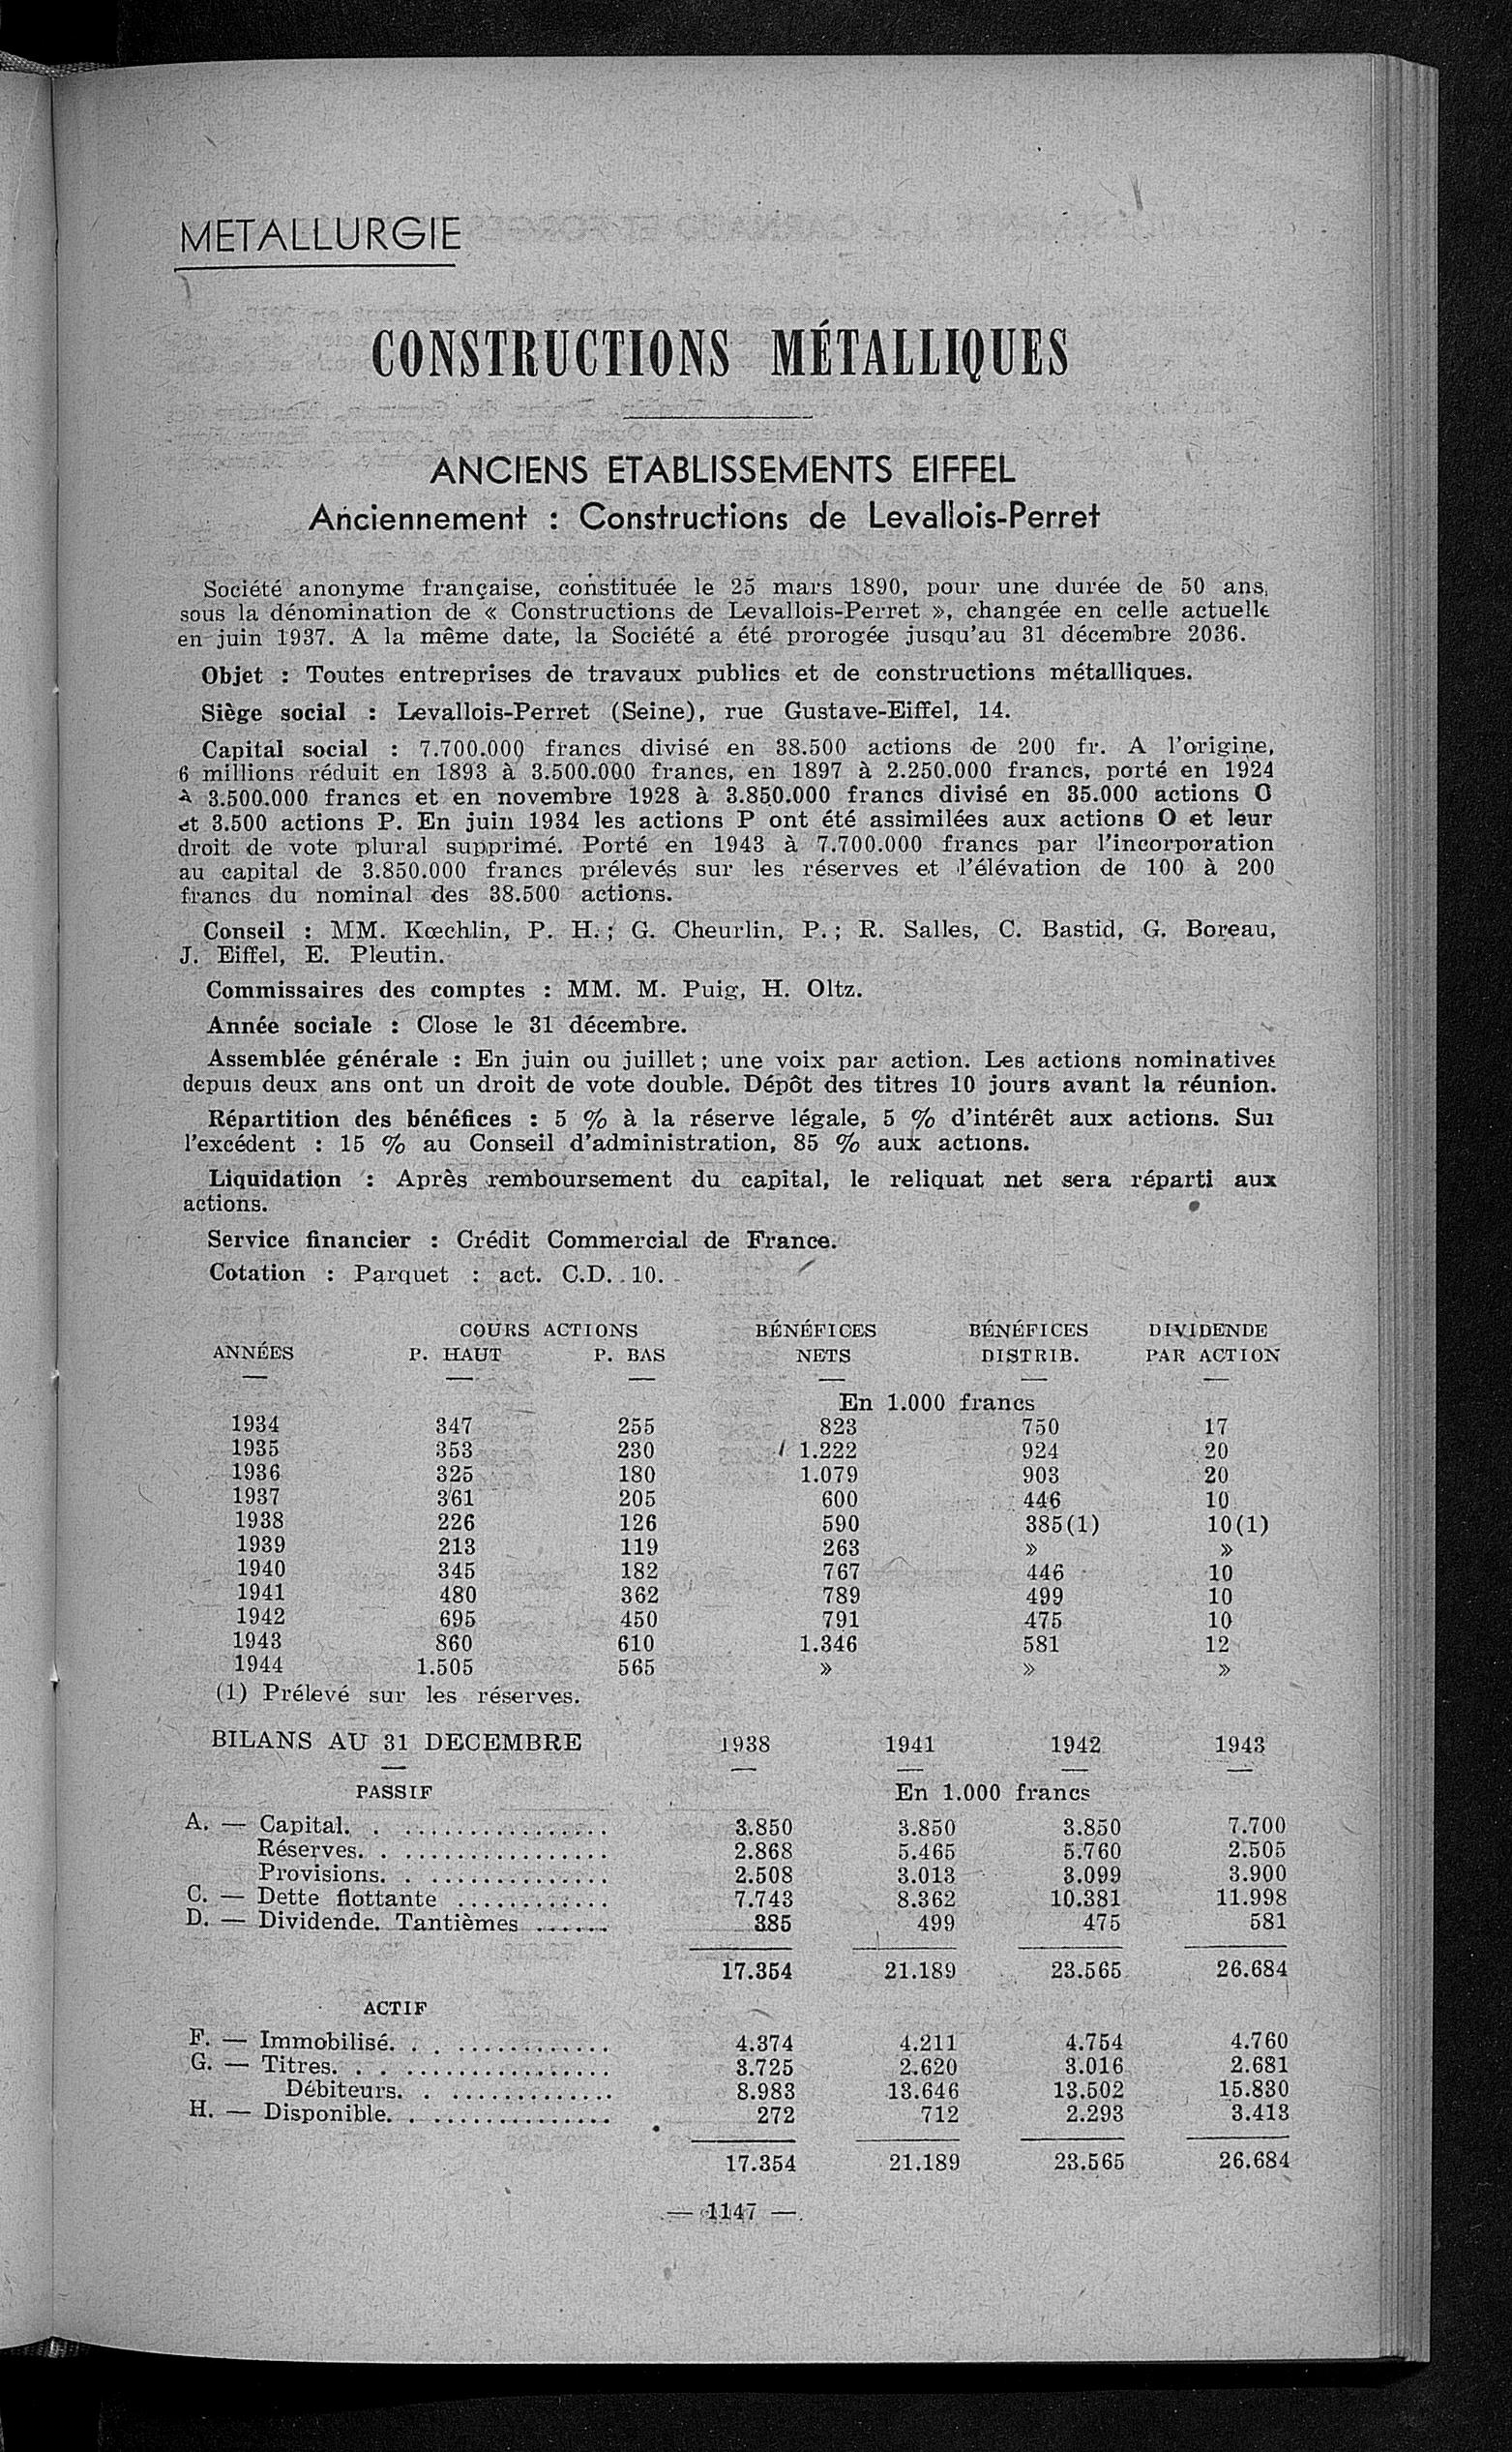 METALLURGIE
CONSTRUCTIONS MÉTALLIQUES
ANCIENS ETABLISSEMENTS EIFFEL
Anciennement : Constructions de Levallois-Perret
Société anonyme française, constituée le 25 mars 1890, pour une durée de 50 ans,
sous la dénomination de « Constructions de Levallois-Perret », changée en celle actuelle
en juin 1937. A la même date, la Société a été prorogée jusqu'au 31 décembre 2036.
Objet : Toutes entreprises de travaux publics et de constructions métalliques.
Siège social : Levallois-Perret (Seine), rue Gustave-Eiffel, 14.
Capital social : 7.700.000 francs divisé en 38.500 actions de 200 fr. A l'origine,
6 millions réduit en 1893 à 3.500.000 francs, en 1897 à 2.250.000 francs, porté en 1924
à 3.500.000 francs et en novembre 1928 à 3.850.000 francs divisé en 35.000 actions O
et 3.500 actions P. En juin 1934 les actions P ont été assimilées aux actions O et leur
droit de vote plural supprimé. Porté en 1943 à 7.700.000 francs par l'incorporation
au capital de 3.850.000 francs prélevés sur les réserves et l'élévation de 100 à 200
francs du nominal des 38.500 actions.
Conseil : MM. Kœchlin, P. H.; G. Cheurlin, P.; R. Salles, C. Bastid, G. Boreau,
J. Eiffel, E. Pleutin.
Commissaires des comptes : MM. M. Puig, H. Oltz.
Année sociale : Close le 31 décembre.
Assemblée générale : En juin ou juillet; une voix par action. Les actions nominatives
depuis deux ans ont un droit de vote double. Dépôt des titres 10 jours avant la réunion.
Répartition des bénéfices : 5 % à la réserve légale, 5 % d'intérêt aux actions. Sur
l'excédent : 15 % au Conseil d'administration, 85 % aux actions.
Liquidation : Après remboursement du capital, le reliquat net sera réparti aux
actions.
Service financier : Crédit Commercial de France.
Cotation : Parquet : act. C.D. 10.
COURS ACTIONS BÉNÉFICES BÉNÉFICES DIVIDENDE
ANNÉES P. HAUT P. BAS NETS DISTRIB. PAR ACTION
En 1.000 francs
1934 347 255 823 750 17
1935 353 230 1.222 924 20
1936 325 180 1.079 903 20
1937 361 205 600 446 10
1938 226 126 590 385(1) 10(1)
1939 213 119 263 » »
1940 345 182 767 446 10
1941 480 362 789 499 10
1942 695 450 791 475 10
1943 860 610 1.346 581 12
1944 1.505 565 » » »
(1) Prélevé sur les réserves.
BILANS AU 31 DECEMBRE 1938 1941 1942 1943
PASSIF En 1.000 francs
A. — Capital. . ................ 3.850 3.850 3.850 7.700
Réserves. . ................ 2.868 5.465 5.760 2.505
Provisions. . .............. 2.508 3.013 3.099 3.900
C. — Dette flottante ............ 7.743 8.362 10.381 11.998
D. — Dividende. Tantièmes ...... 385 499 475 581
17.354 21.189 23.565 26.684
ACTIF
F. — Immobilisé. . . ............ 4.374 4.211 4.754 4.760
G. — Titres. . . ................ 3.725 2.620 3.016 2.681
Débiteurs. . ............. 8.983 13.646 13.502 15.830
H. — Disponible. . .............. 272 712 2.293 3.413
17.354 21.189 23.565 26.684
— 1147 —